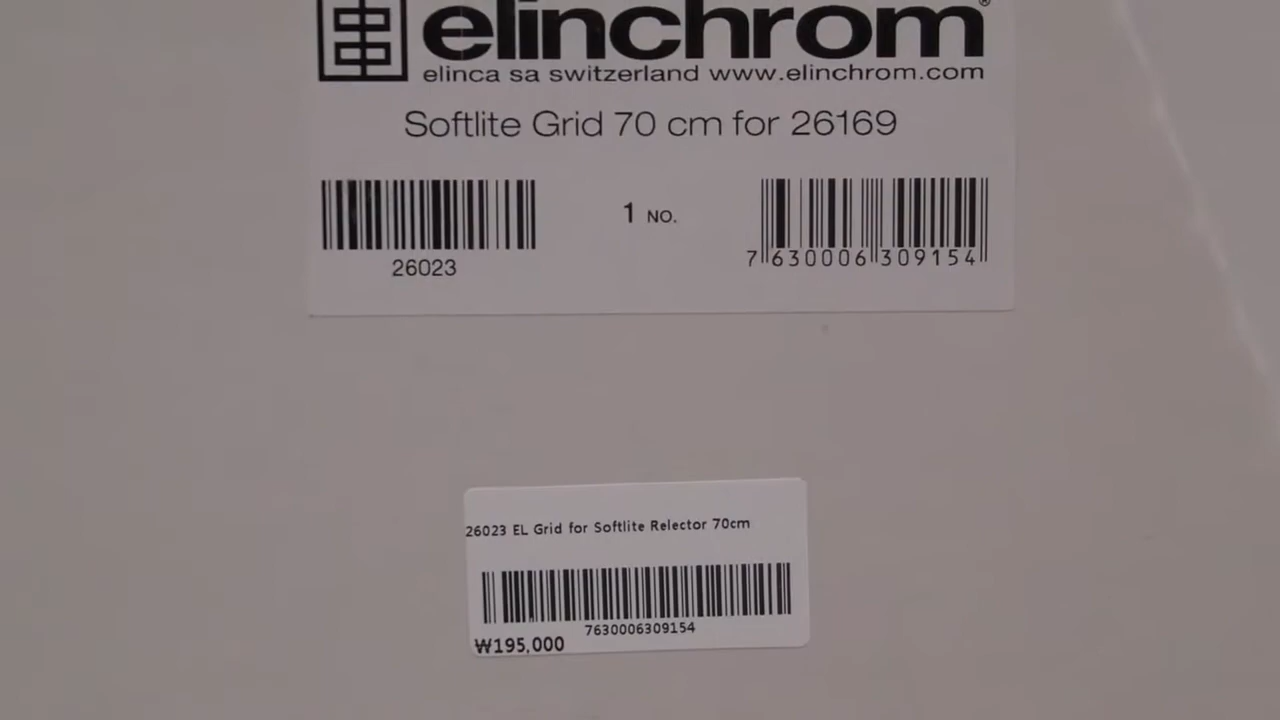 elinchrom®
elinca sa switzerland www.elinchrom.com
Softlite Grid 70 cm for 26169
1 NO.
26023
7 630006 309154
26023 EL Grid for Softlite Relector 70cm
7630006309154
₩195,000